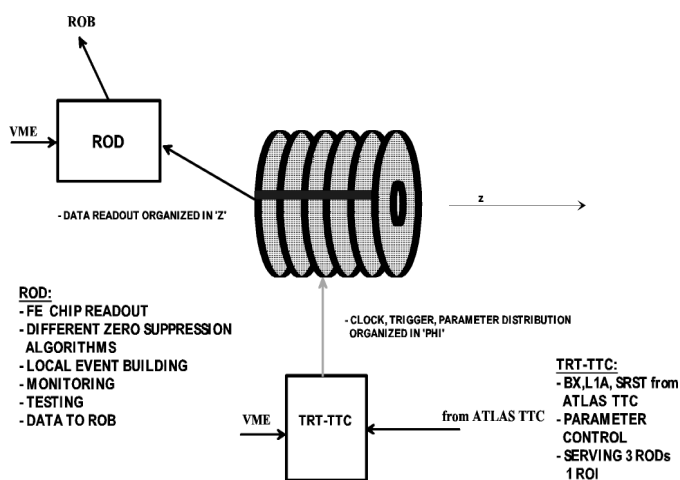 ROB
VME
ROD
z
- DATA READOUT ORGANIZED IN 'Z'
ROD:
- FE CHIP READOUT
- DIFFERENT ZERO SUPPRESSION
ALGORITHMS
- LOCAL EVENT BUILDING
- MONITORING
- TESTING
- DATA TO ROB
- CLOCK, TRIGGER, PARAMETER DISTRIBUTION
ORGANIZED IN 'PHI'
VME
TRT-TTC
from ATLAS TTC
TRT-TTC:
- BX,L1A, SRST from
ATLAS TTC
- PARAMETER
CONTROL
- SERVING 3 RODs
1 ROI